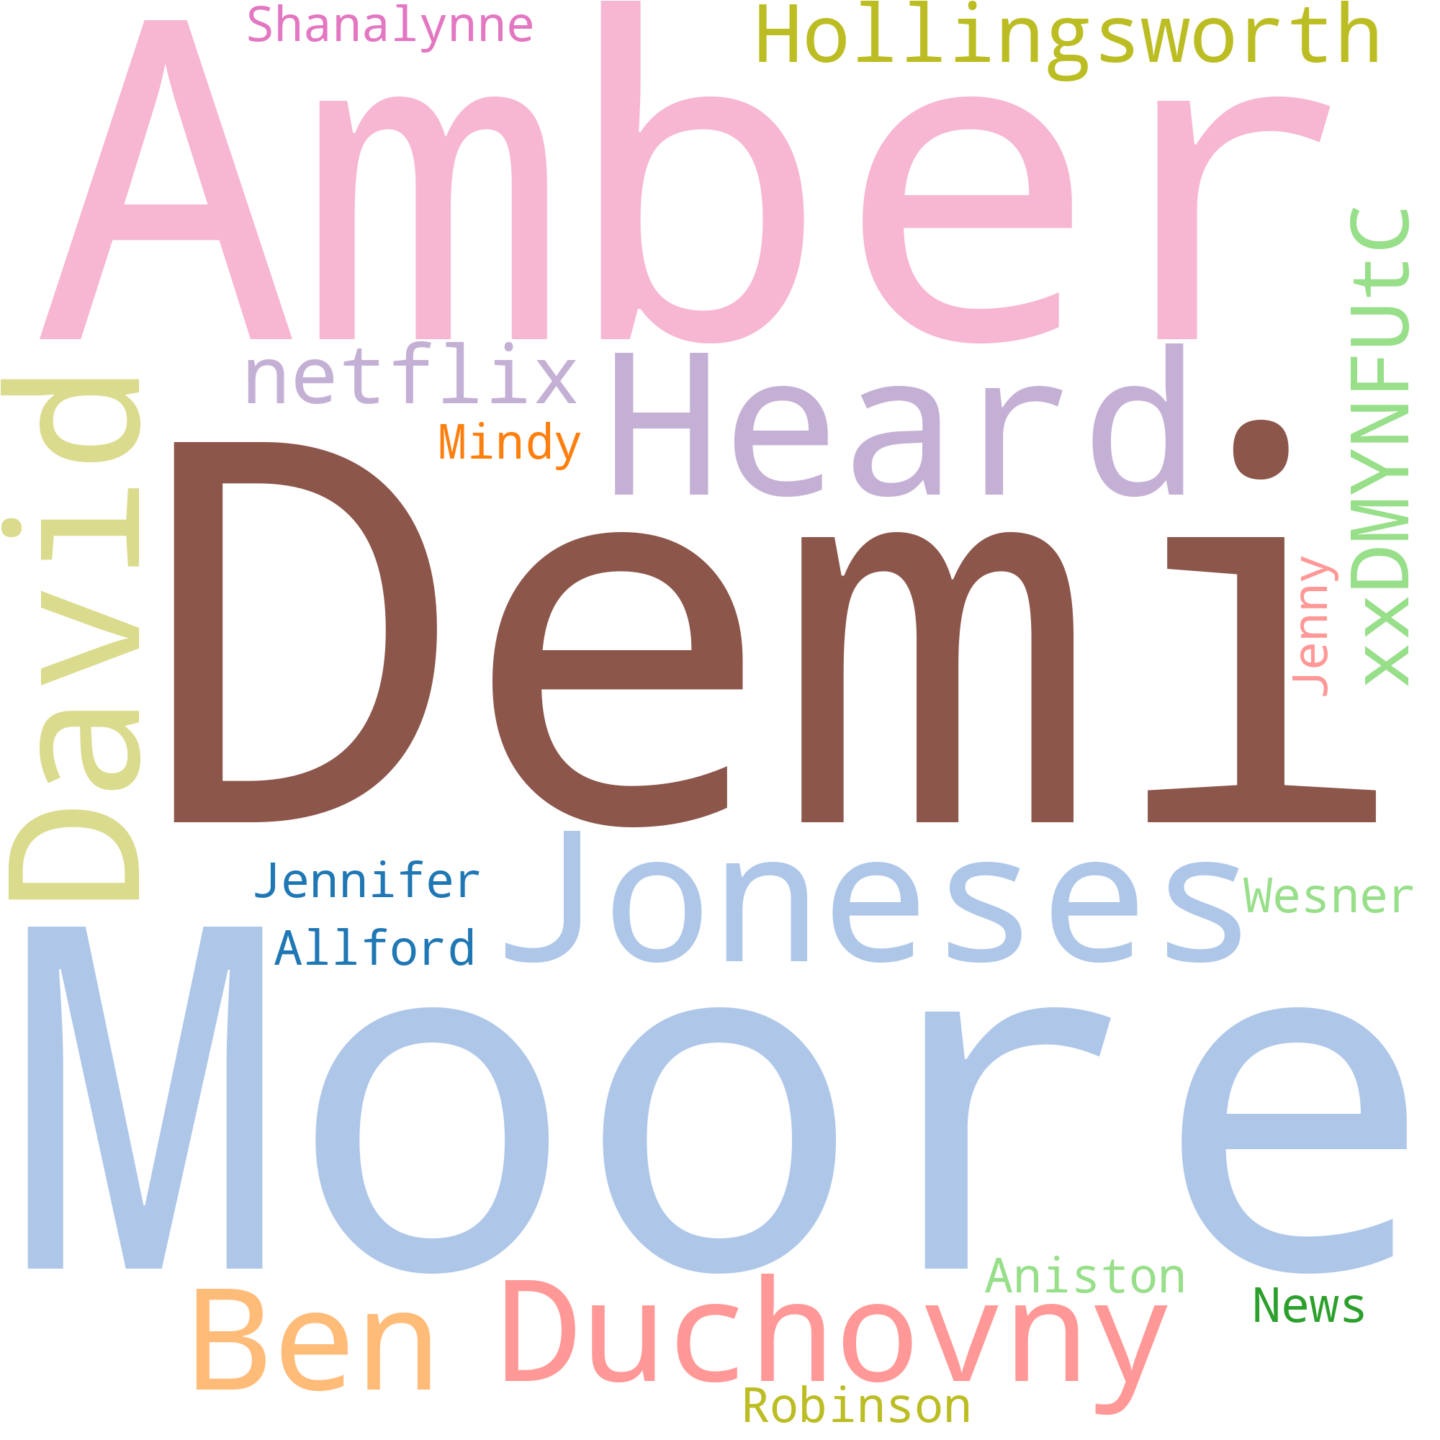 Shanalynne
Hollingsworth
Amber
netflix
Heard
Mindy
David
Demi
Jenny
xxDMYNFUtC
Jennifer
Joneses
Wesner
Allford
Moore
Aniston
Ben
Duchovny
News
Robinson